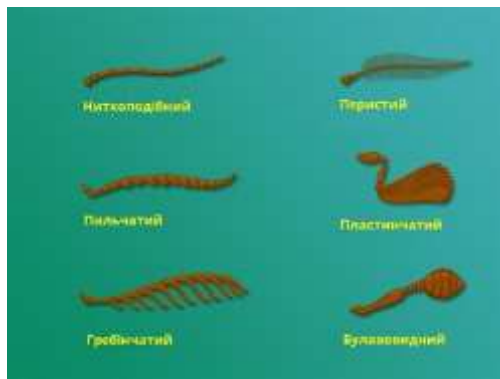 Ниткоподібний
Перистий
Пильчатий
Пластинчатий
Гребінчатий
Булавовидний